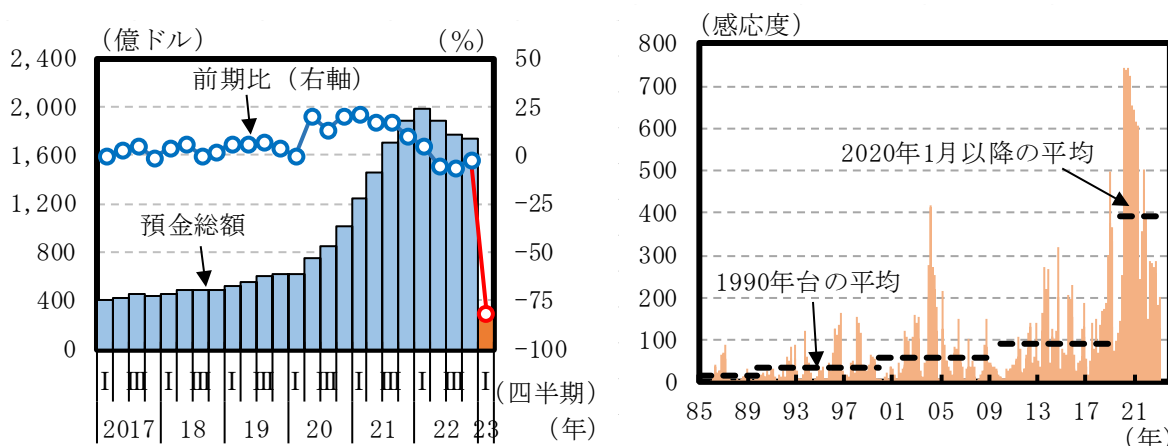 (億ドル) (%)
2,400 50
前期比（右軸）
2,000 25
1,600 0
1,200 -25
預金総額
800 -50
400 -75
0 -100
Ⅰ Ⅲ Ⅰ Ⅲ Ⅰ Ⅲ Ⅰ Ⅲ Ⅰ Ⅲ Ⅰ Ⅲ Ⅰ (四半期)
2017 18 19 20 21 22 23 (年)
(感応度)
800
700
600
2020年1月以降の平均
500
400
300
1990年台の平均
200
100
0
85 89 93 97 01 05 09 13 17 21
(年)